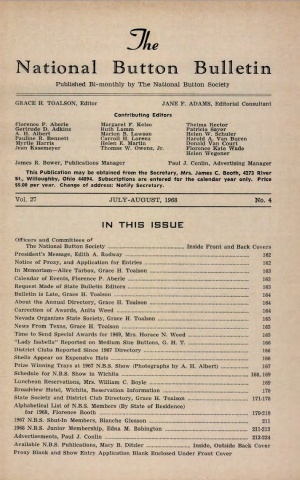 The
National Button Bulletin
Published Bi-monthly by The National Button Society
GRACE H. TOALSON, Editor JANE F. ADAMS, Editorial Consultant
Contributing Editors
Florence P. Aberle Margaret F. Kelso Thelma Rector
Gertrude D. Adkins Ruth Lamm Patricia Sayer
A. H. Albert Marion B. Lawson Helen W. Schuler
Pauline R. Bennett Carroll H. Lorenz Harold A. Van Buren
Myrtle Harris Helen E. Martin Donald Van Court
Jean Kasemeyer Thomas W. Owens, Jr. Florence Kate Wade
Helen Wegener
James R. Bower, Publications Manager Paul J. Conlin, Advertising Manager
This Publication may be obtained from the Secretary, Mrs. James C. Booth, 4272 River
St., Willoughby, Ohio 44094. Subscriptions are entered for the calendar year only. Price
$5.00 per year. Change of address: Notify Secretary.
Vol. 27 JULY-AUGUST, 1968 No. 4
IN THIS ISSUE
Officers and Committees of
The National Button Society Inside Front and Back Covers
President's Message, Edith A. Rodway 162
Notice of Proxy, and Application for Entries 162
In Memoriam—Alice Tarbox, Grace H. Toalson 163
Calendar of Events, Florence P. Aberle 163
Request Made of State Bulletin Editors 163
Bulletin is Late, Grace H. Toalson 164
About the Annual Directory, Grace H. Toalson 164
Correction of Awards, Anita Weed 164
Nevada Organizes State Society, Grace H. Toalson 165
News From Texas, Grace H. Toalson 165
Time to Send Special Awards for 1969, Mrs. Horace N. Weed 165
"Lady Isabella" Reported on Medium Size Buttons, G. H. T. 166
District Clubs Reported Since 1967 Directory 166
Shells Appear on Expensive Hats 166
Prize Winning Trays at 1967 N.B.S. Show (Photographs by A. H. Albert) 167
Schedule for N.B.S. Show in Wichita 168, 169
Luncheon Reservations, Mrs. William C. Boyle 169
Broadview Hotel, Wichita, Reservation Information 170
State Society and District Club Directory, Grace H. Toalson 171-178
Alphabetical List of N.B.S. Members (By State of Residence)
for 1968, Florence Booth 179-210
1967 N.B.S. Shut-In Members, Blanche Gleason 211
1968 N.B.S. Junior Membership, Edna M. Bobington 211-212
Advertisements, Paul J. Conlin 212-224
Available N.B.S. Publications, Mary B. Ditzler Inside, Outside Back Cover
Proxy Blank and Show Entry Application Blank Enclosed Under Front Cover